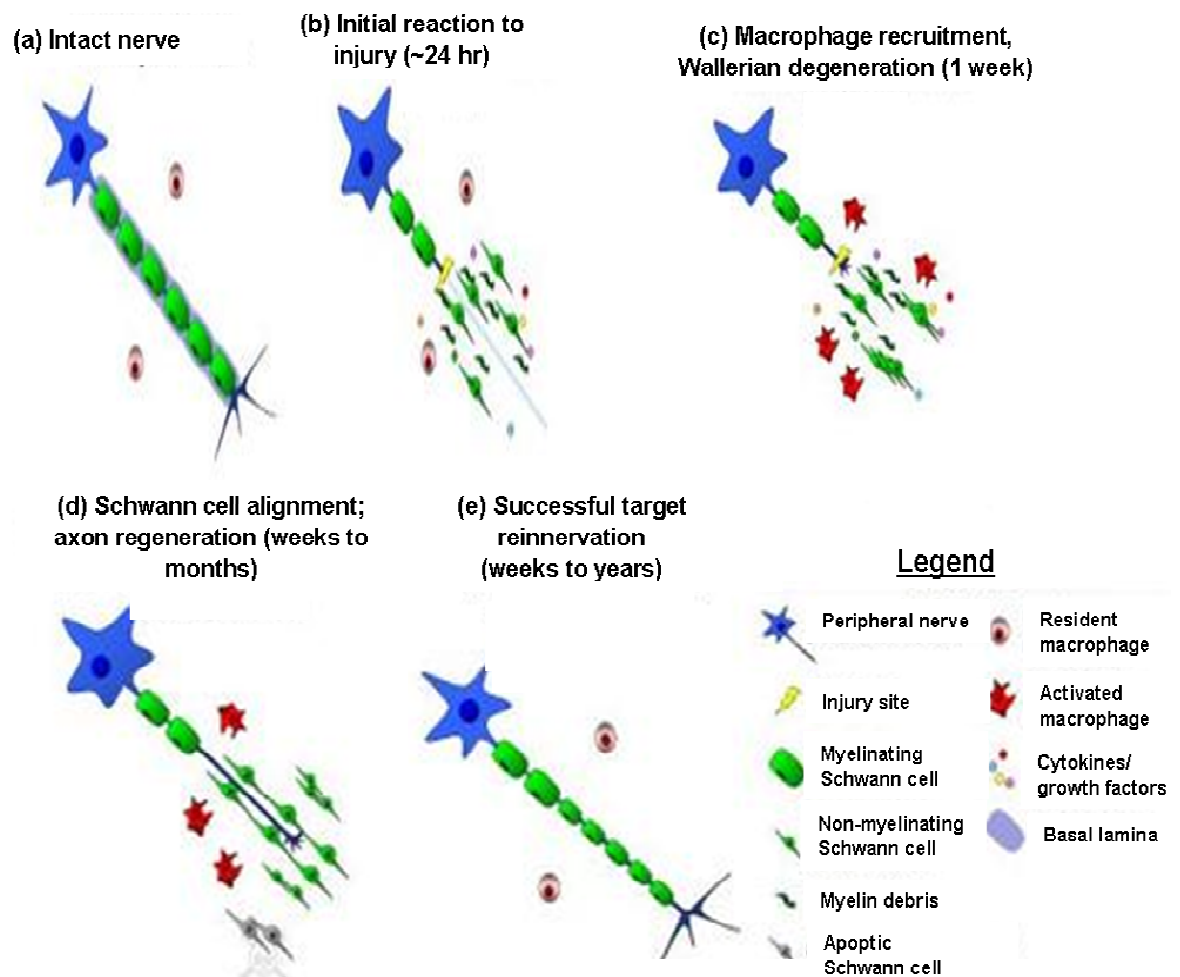 (a) Intact nerve
(b) Initial reaction to
injury (~24 hr)
(c) Macrophage recruitment,
Wallerian degeneration (1 week)
(d) Schwann cell alignment;
axon regeneration (weeks to
months)
(e) Successful target
reinnervation
(weeks to years)
Legend
Peripheral nerve
Injury site
Myelinating
Schwann cell
Non-myelinating
Schwann cell
Myelin debris
Apoptic
Schwann cell
Resident
macrophage
Activated
macrophage
Cytokines/
growth factors
Basal lamina